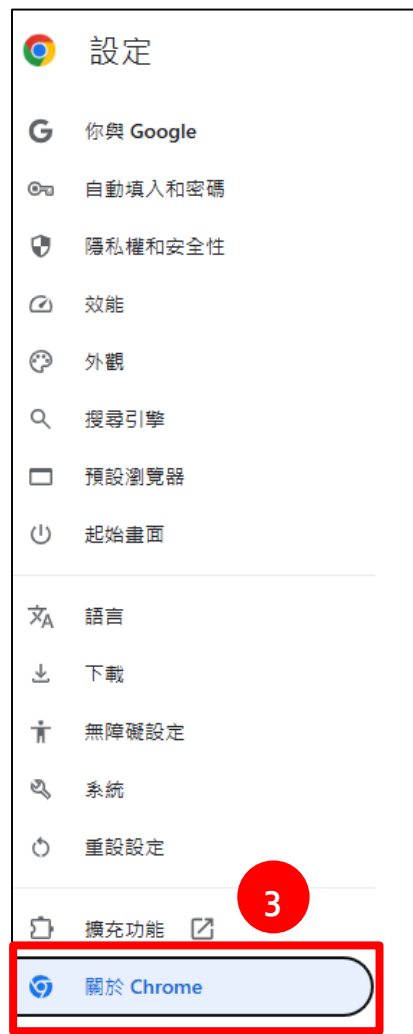 設定
你與 Google
自動填入和密碼
隱私權和安全性
效能
外觀
搜尋引擎
預設瀏覽器
起始畫面
語言
下載
無障礙設定
系統
重設設定
3
擴充功能
關於 Chrome